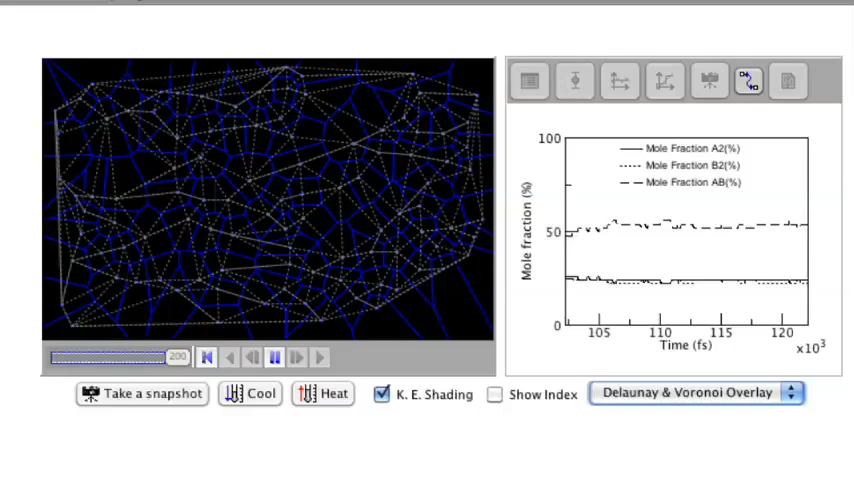 100
Mole Fraction A2(%)
Mole Fraction B2(%)
Mole Fraction AB(%)
50
0
Mole fraction (%)
105
110
115
120
Time (fs)
x10³
200
Take a snapshot
Cool
Heat
K. E. Shading
Show Index
Delaunay & Voronoi Overlay